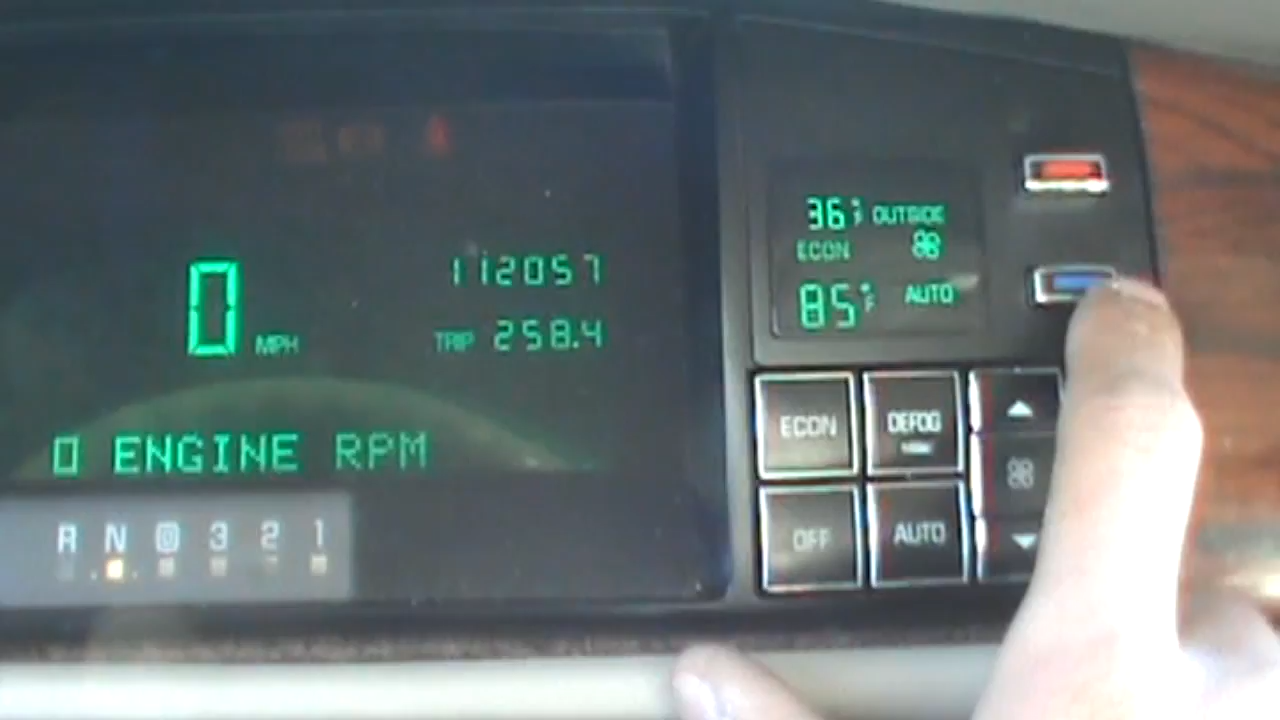 0 MPH
112057
TRIP 258.4
0 ENGINE RPM
R N D 3 2 1
36°F OUTSIDE
ECON
85°F AUTO
ECON
DEFOG
OFF
AUTO